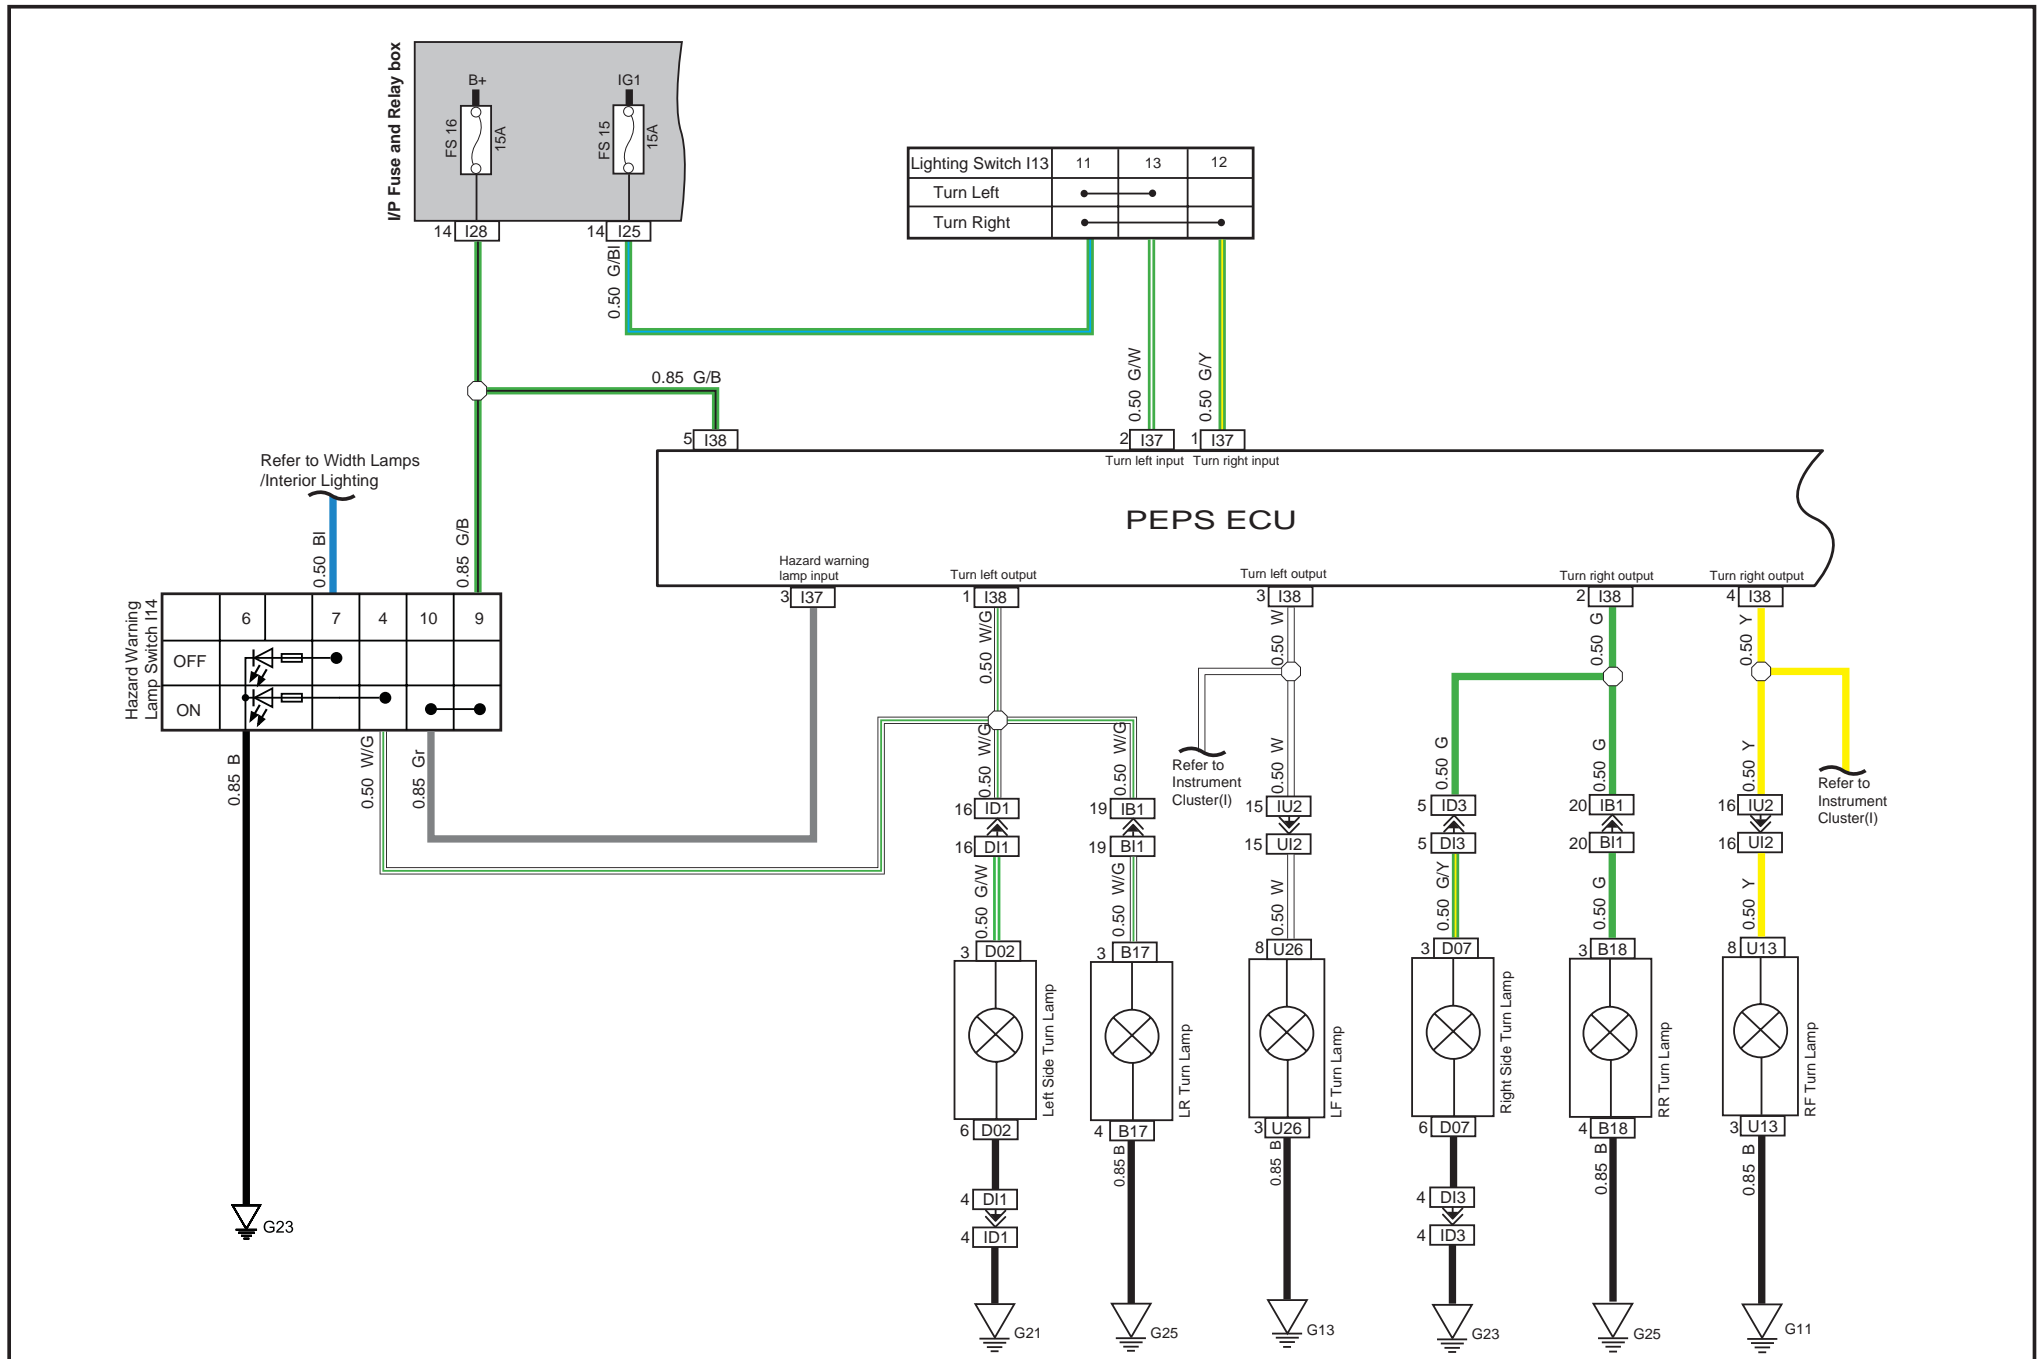 I/P Fuse and Relay box
B+
IG1
FS 16
15A
FS 15
15A
14 I28
14 I25
0.50 G/Bl
Lighting Switch I13 11 13 12
Turn Left
Turn Right
0.85 G/B
0.50 G/W
0.50 G/Y
5 I38
2 I37
1 I37
Turn left input
Turn right input
Refer to Width Lamps
/Interior Lighting
0.50 Bl
0.85 G/B
PEPS ECU
Hazard warning
lamp input
Turn left output
Turn left output
Turn right output
Turn right output
3 I37
1 I38
3 I38
2 I38
4 I38
Hazard Warning
Lamp Switch I14
6 7 4 10 9
OFF
ON
0.85 B
0.50 W/G
0.85 Gr
0.50 W/G
0.50 W
0.50 G
0.50 Y
0.50 W/G
0.50 W/G
Refer to
Instrument
Cluster(I)
0.50 W
0.50 G
0.50 G
0.50 Y
Refer to
Instrument
Cluster(I)
16 ID1
19 IB1
15 IU2
5 ID3
20 IB1
16 IU2
16 DI1
19 BI1
15 UI2
5 DI3
20 BI1
16 UI2
0.50 G/W
0.50 W/G
0.50 W
0.50 G/Y
0.50 G
0.50 Y
3 D02
3 B17
8 U26
3 D07
3 B18
8 U13
Left Side Turn Lamp
LR Turn Lamp
LF Turn Lamp
Right Side Turn Lamp
RR Turn Lamp
RF Turn Lamp
6 D02
4 B17
3 U26
6 D07
4 B18
3 U13
0.85 B
0.85 B
0.85 B
0.85 B
4 DI1
4 DI3
4 ID1
4 ID3
G23
G21
G25
G13
G23
G25
G11